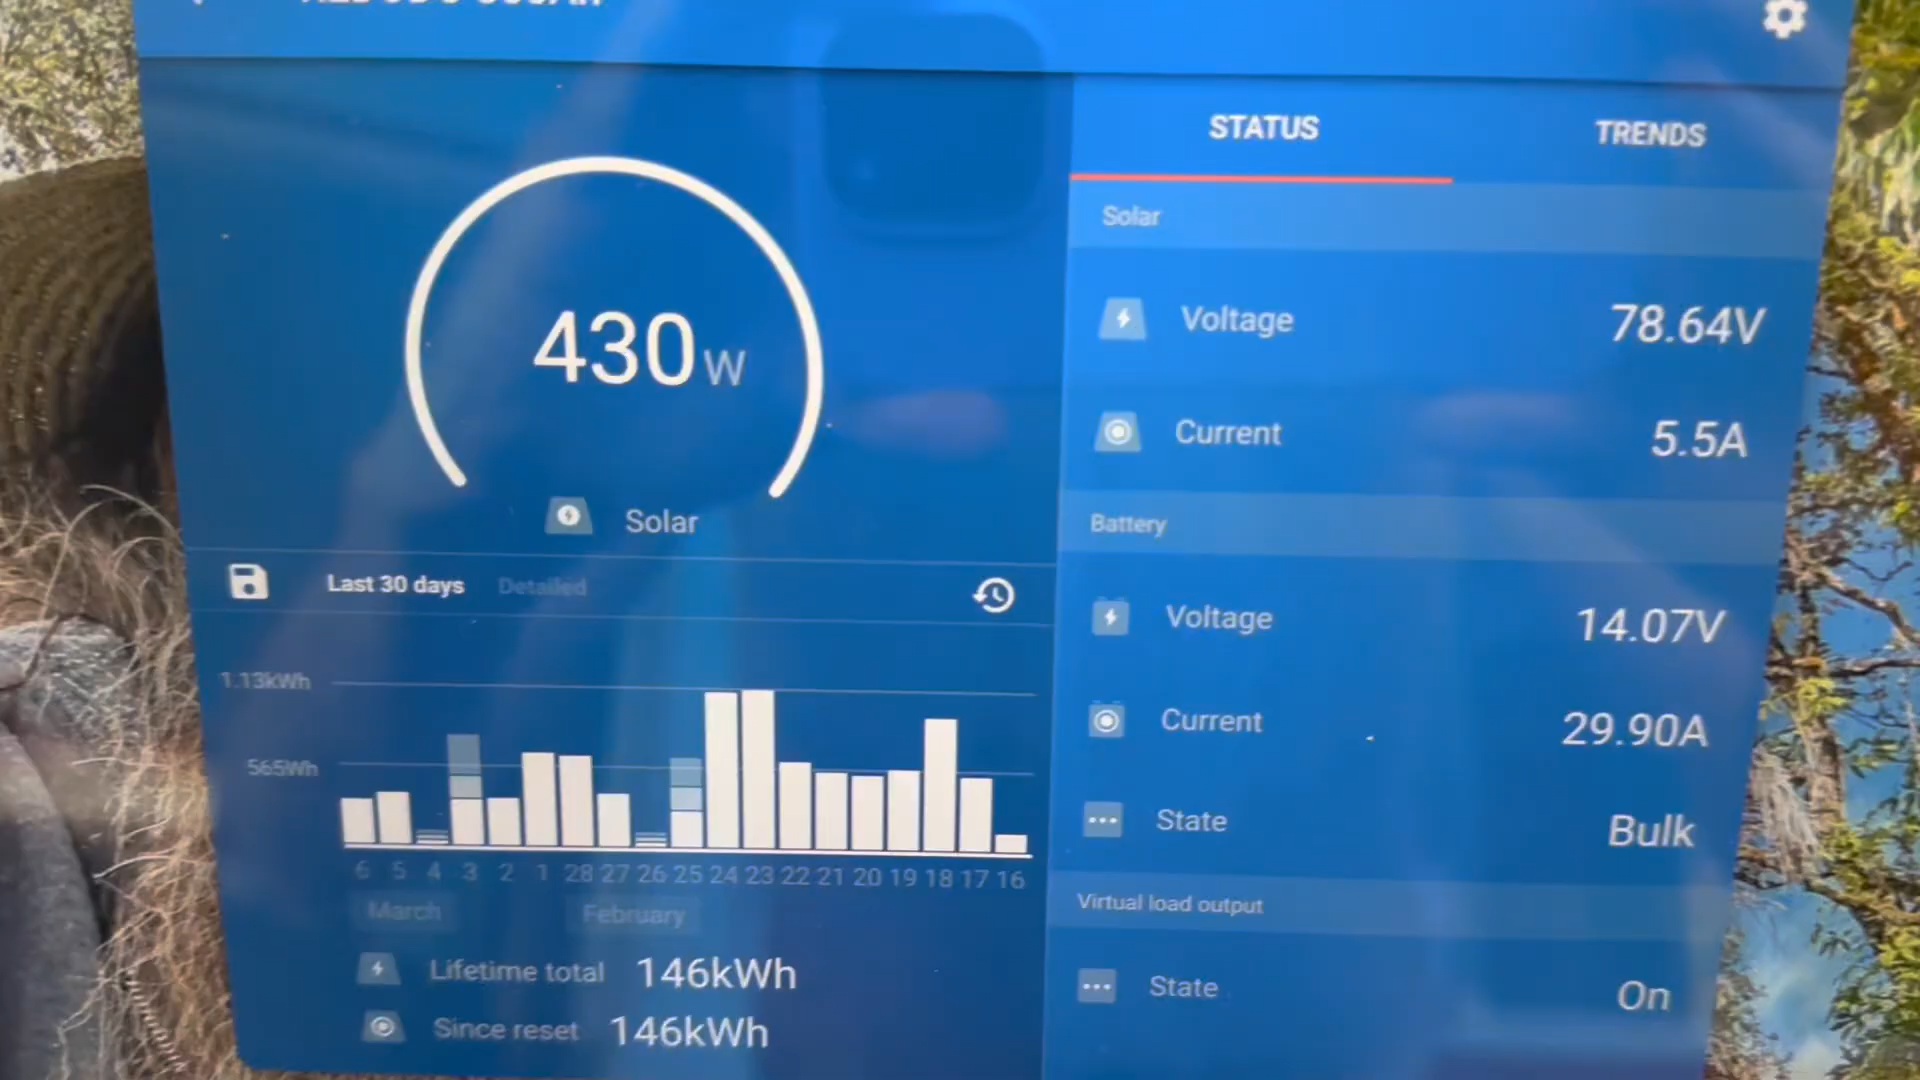 STATUS
TRENDS
430W
Solar
Last 30 days
Detailed
1.13kWh
565Wh
6 5 4 3 2 1 28 27 26 25 24 23 22 21 20 19 18 17 16
March
February
Lifetime total 146kWh
Since reset 146kWh
Solar
Voltage 78.64V
Current 5.5A
Battery
Voltage 14.07V
Current 29.90A
State Bulk
Virtual load output
State On